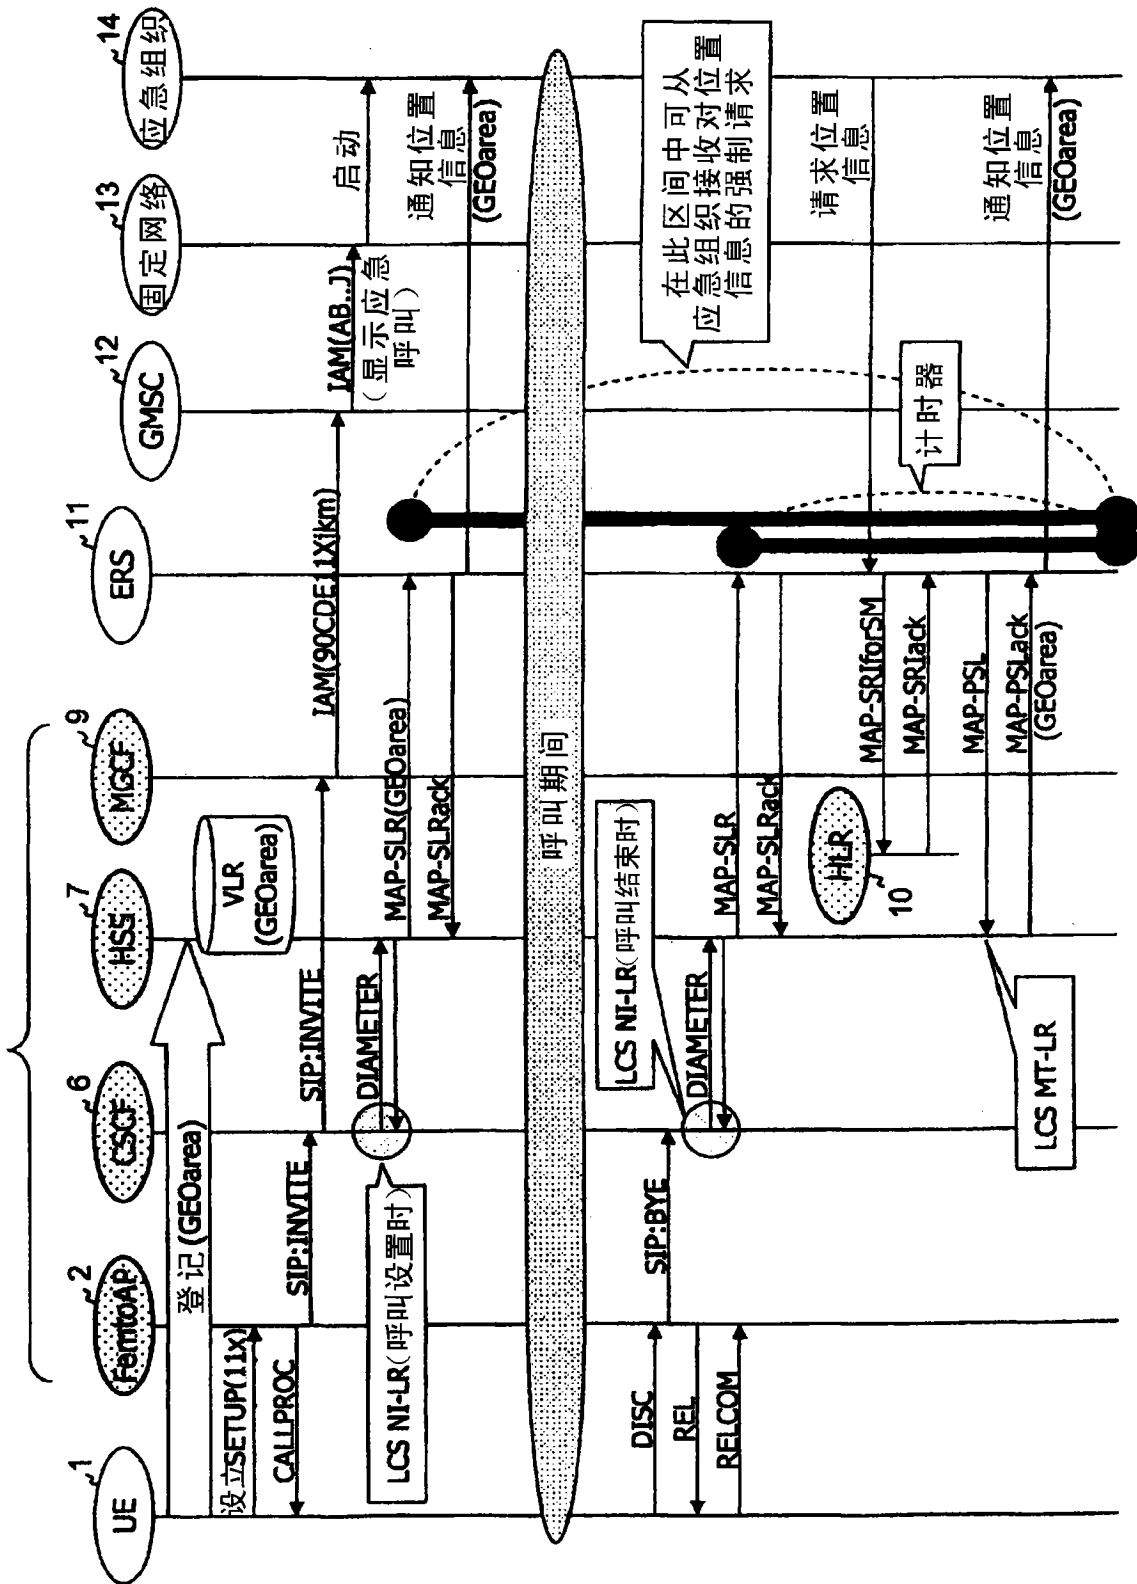 UE
1
FemtoAP
2
CSCF
6
HSS
7
MGCF
9
ERS
11
GMSC
12
固定网络
13
应急组织
14
登记(GEOarea)
VLR
(GEOarea)
设立SETUP(11x)
CALLPROC
SIP:INVITE
SIP:INVITE
IAM(90CDE11Xikm)
IAM(AB...J)
(显示应急
呼叫)
启动
LCS NI-LR(呼叫设置时)
DIAMETER
MAP-SLR(GEOarea)
MAP-SLRack
通知位置
信息
(GEOarea)
呼叫期间
在此区间中可从
应急组织接收对位置
信息的强制请求
DISC
REL
RELCOM
SIP:BYE
LCS NI-LR(呼叫结束时)
DIAMETER
MAP-SLR
MAP-SLRack
计时器
请求位置
信息
HLR
10
MAP-SRIforSM
MAP-SRIack
MAP-PSL
MAP-PSLack
(GEOarea)
LCS MT-LR
通知位置
信息
(GEOarea)